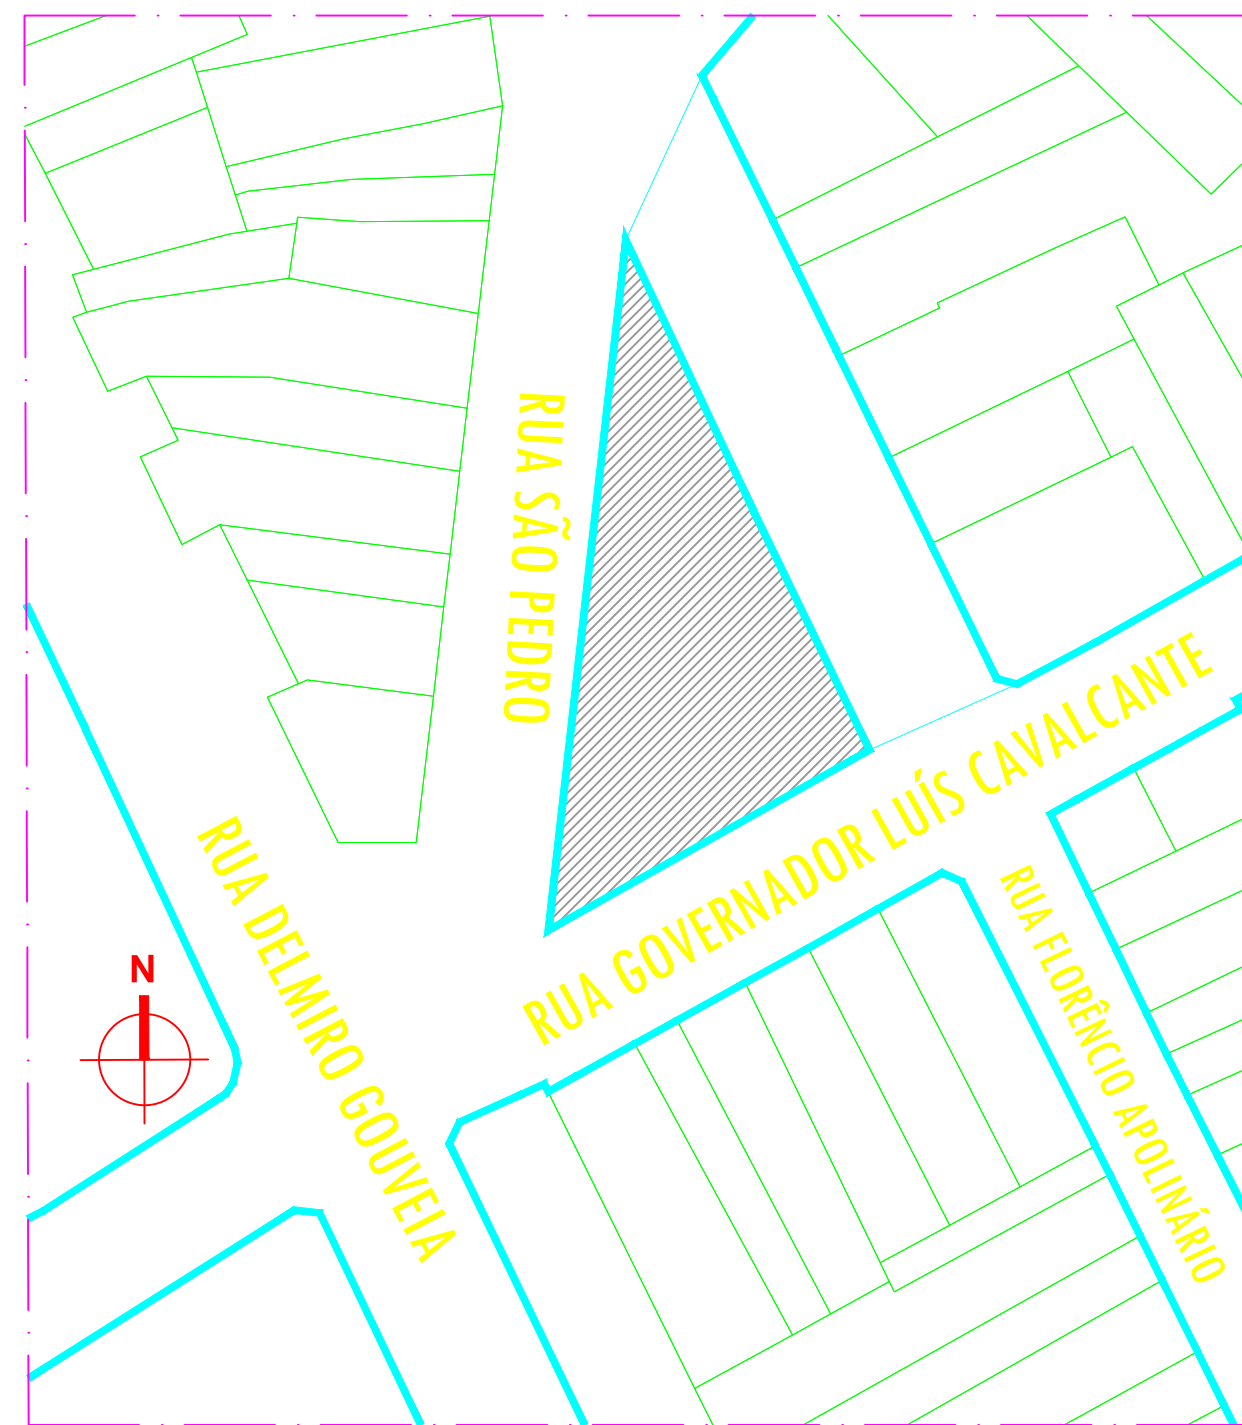 RUA SÃO PEDRO
RUA GOVERNADOR LUÍS CAVALCANTE
RUA DELMIRO GOUVEIA
RUA FLORÊNCIO APOLINÁRIO
N